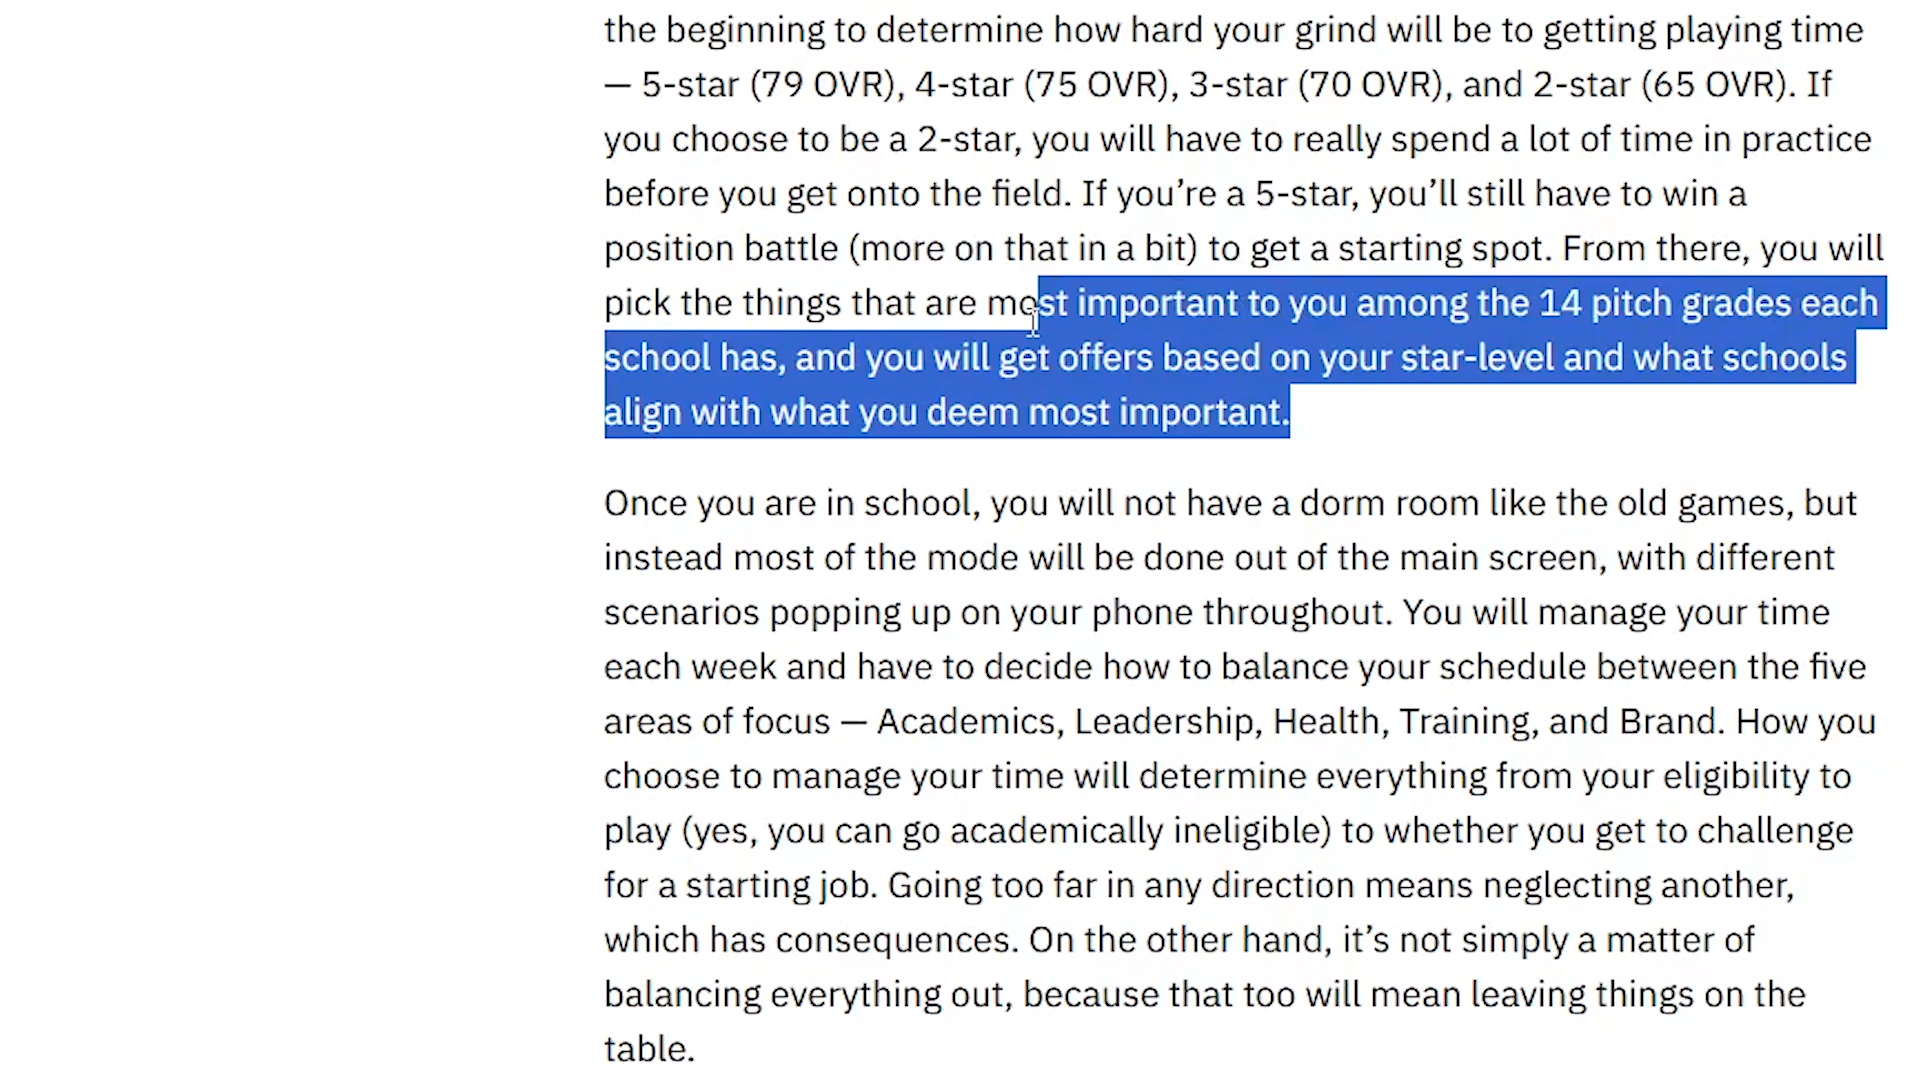 the beginning to determine how hard your grind will be to getting playing time
— 5-star (79 OVR), 4-star (75 OVR), 3-star (70 OVR), and 2-star (65 OVR). If
you choose to be a 2-star, you will have to really spend a lot of time in practice
before you get onto the field. If you’re a 5-star, you’ll still have to win a
position battle (more on that in a bit) to get a starting spot. From there, you will
pick the things that are most important to you among the 14 pitch grades each
school has, and you will get offers based on your star-level and what schools
align with what you deem most important.
Once you are in school, you will not have a dorm room like the old games, but
instead most of the mode will be done out of the main screen, with different
scenarios popping up on your phone throughout. You will manage your time
each week and have to decide how to balance your schedule between the five
areas of focus — Academics, Leadership, Health, Training, and Brand. How you
choose to manage your time will determine everything from your eligibility to
play (yes, you can go academically ineligible) to whether you get to challenge
for a starting job. Going too far in any direction means neglecting another,
which has consequences. On the other hand, it’s not simply a matter of
balancing everything out, because that too will mean leaving things on the
table.